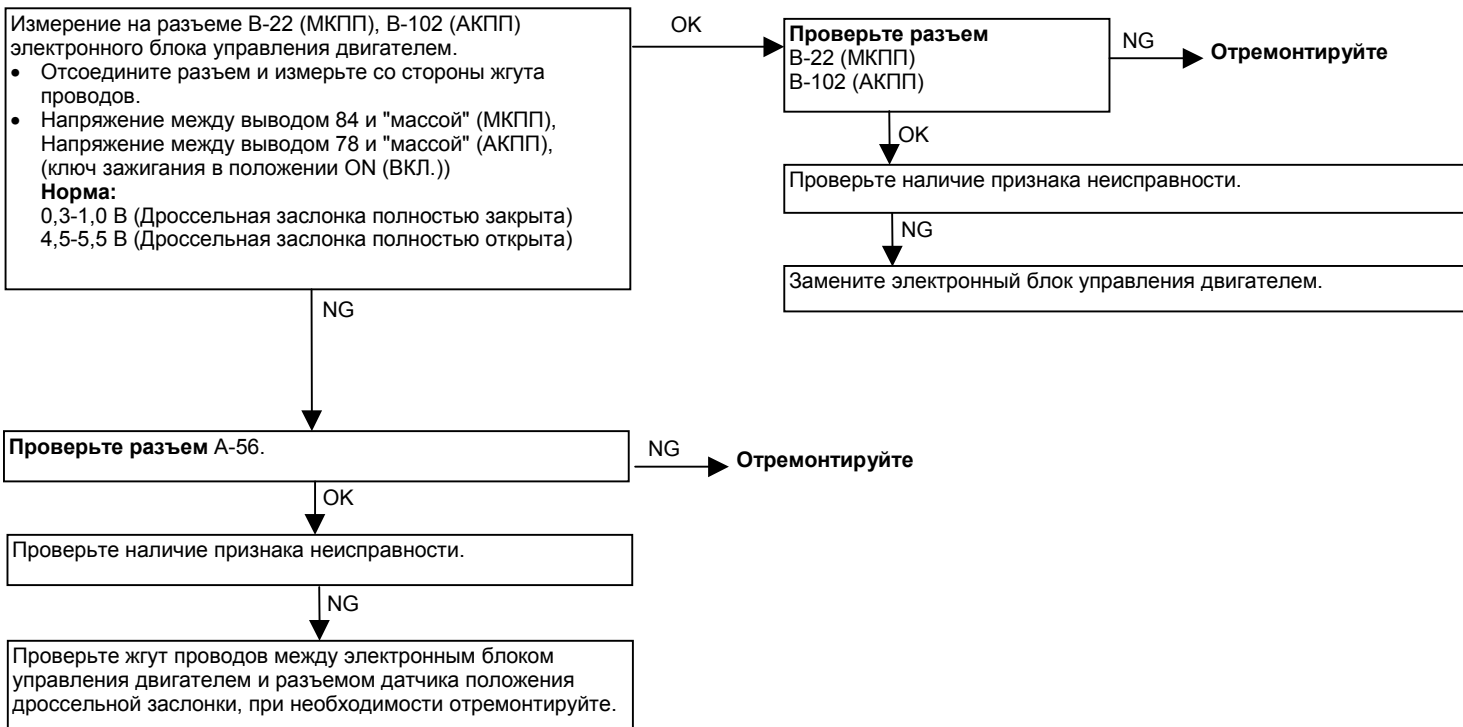 Измерение на разъеме B-22 (МКПП), B-102 (АКПП)
электронного блока управления двигателем.
• Отсоедините разъем и измерьте со стороны жгута
проводов.
• Напряжение между выводом 84 и "массой" (МКПП),
Напряжение между выводом 78 и "массой" (АКПП),
(ключ зажигания в положении ON (ВКЛ.))
Норма:
0,3-1,0 В (Дроссельная заслонка полностью закрыта)
4,5-5,5 В (Дроссельная заслонка полностью открыта)
OK
Проверьте разъем
B-22 (МКПП)
B-102 (АКПП)
NG
Отремонтируйте
OK
Проверьте наличие признака неисправности.
NG
Замените электронный блок управления двигателем.
NG
Проверьте разъем A-56.
NG
Отремонтируйте
OK
Проверьте наличие признака неисправности.
NG
Проверьте жгут проводов между электронным блоком
управления двигателем и разъемом датчика положения
дроссельной заслонки, при необходимости отремонтируйте.